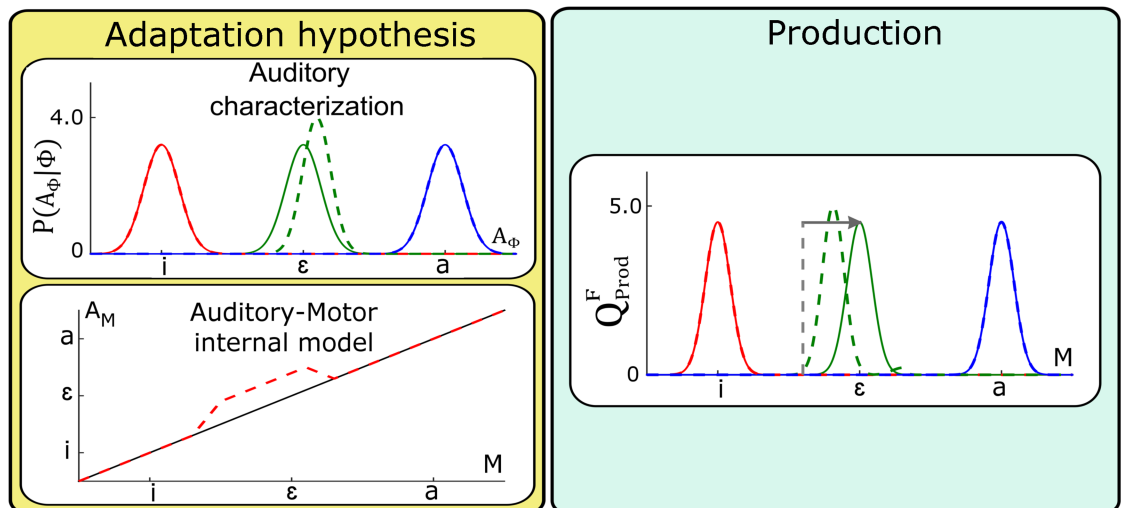 Adaptation hypothesis
Auditory
characterization
4.0
P(A_Φ|Φ)
0
A_Φ
i ε a
A_M
Auditory-Motor
internal model
a
ε
i
M
i ε a
Production
5.0
Q^F_Prod
0
M
i ε a